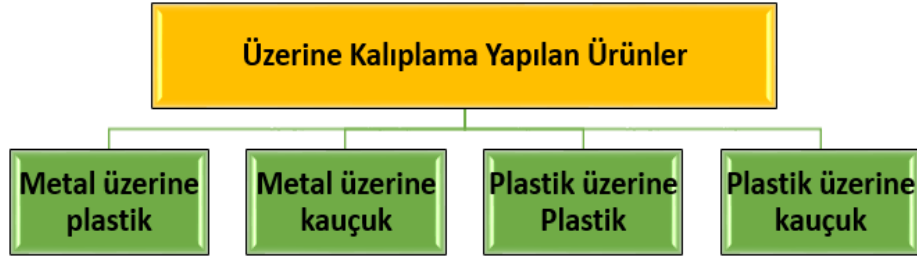 Üzerine Kalıplama Yapılan Ürünler
Metal üzerine
plastik
Metal üzerine
kauçuk
Plastik üzerine
Plastik
Plastik üzerine
kauçuk